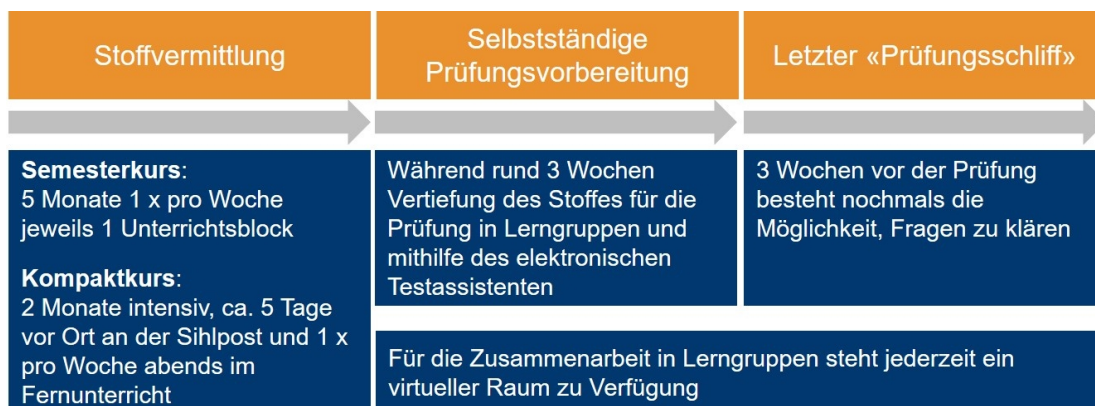 Stoffvermittlung
Selbstständige
Prüfungsvorbereitung
Letzter «Prüfungsschliff»
Semesterkurs:
5 Monate 1 x pro Woche
jeweils 1 Unterrichtsblock
Kompaktkurs:
2 Monate intensiv, ca. 5 Tage
vor Ort an der Sihlpost und 1 x
pro Woche abends im
Fernunterricht
Während rund 3 Wochen
Vertiefung des Stoffes für die
Prüfung in Lerngruppen und
mithilfe des elektronischen
Testassistenten
3 Wochen vor der Prüfung
besteht nochmals die
Möglichkeit, Fragen zu klären
Für die Zusammenarbeit in Lerngruppen steht jederzeit ein
virtueller Raum zu Verfügung